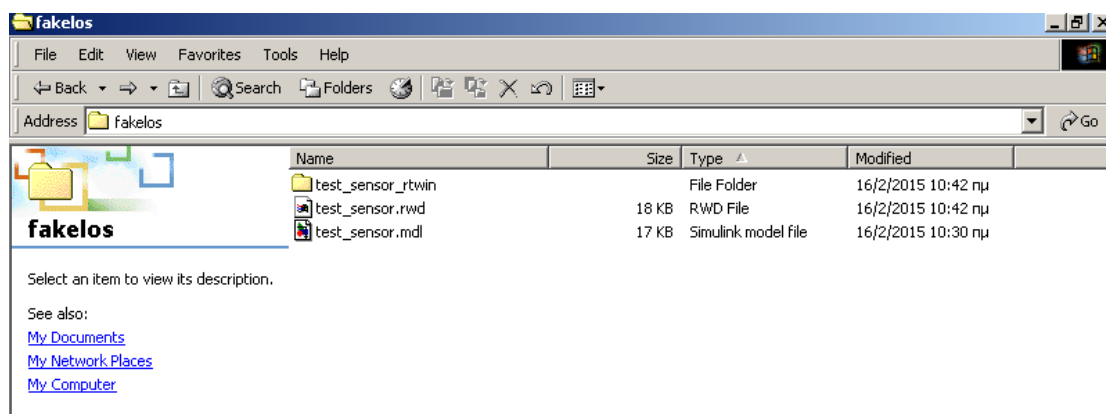 fakelos
File Edit View Favorites Tools Help
Back Search Folders
Address fakelos Go
Name Size Type Modified
test_sensor_rtwin File Folder 16/2/2015 10:42 πμ
test_sensor.rwd 18 KB RWD File 16/2/2015 10:42 πμ
test_sensor.mdl 17 KB Simulink model file 16/2/2015 10:30 πμ
fakelos
Select an item to view its description.
See also:
My Documents
My Network Places
My Computer